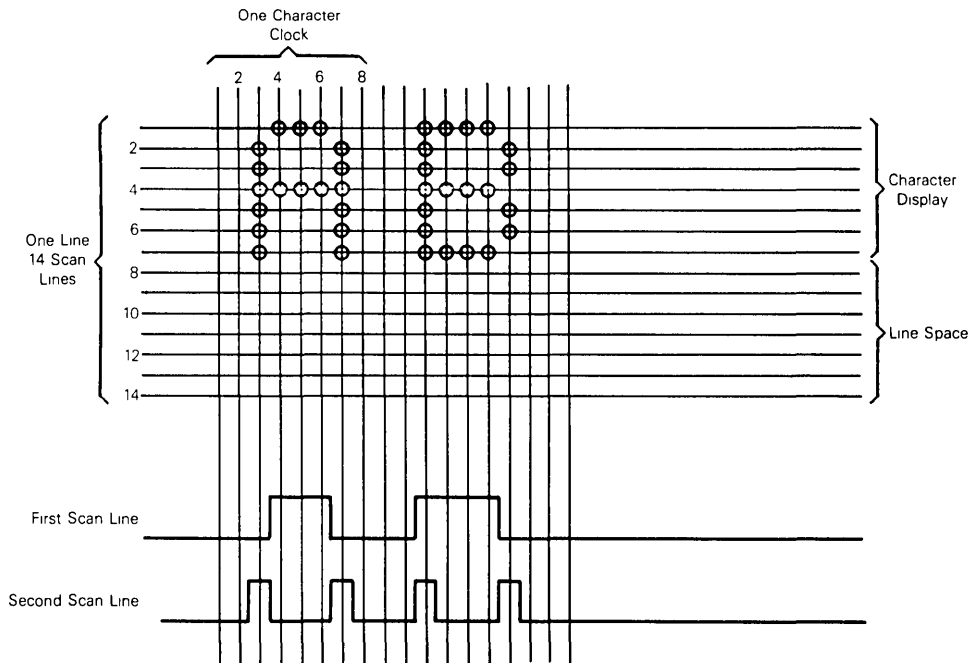 One Character
Clock
2 4 6 8
2
4
6
8
10
12
14
One Line
14 Scan
Lines
Character
Display
Line Space
First Scan Line
Second Scan Line